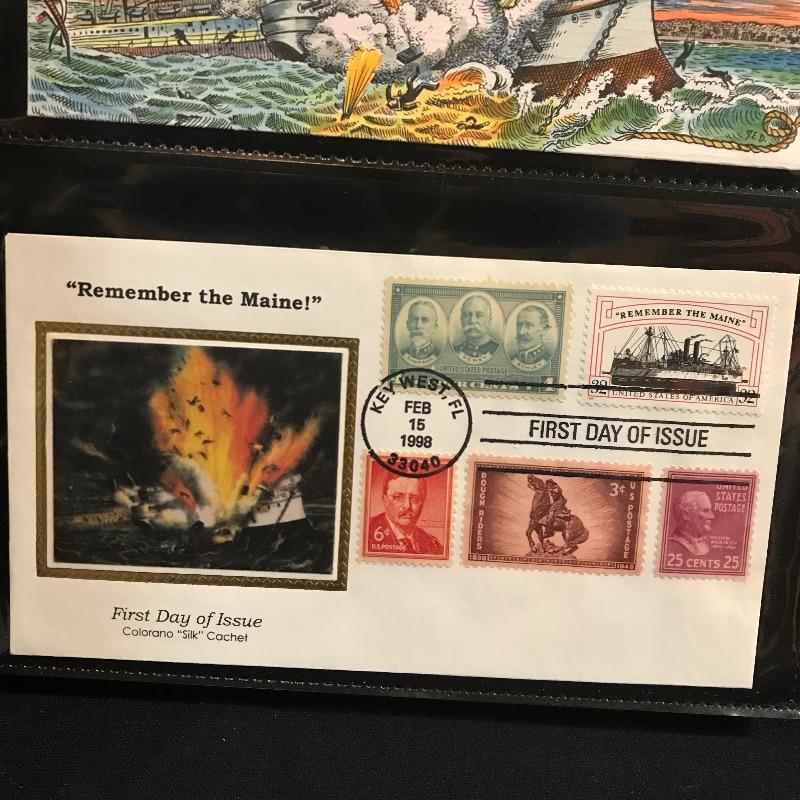 "Remember the Maine!"
SAMPSON DEWEY SCHLEY
UNITED STATES POSTAGE
"REMEMBER THE MAINE"
32 32
UNITED STATES OF AMERICA
KEY WEST, FL
FEB
15
1998
33040
FIRST DAY OF ISSUE
6¢
U.S. POSTAGE
ROUGH RIDERS
3¢
U S POSTAGE
1898 1948
UNITED
STATES
POSTAGE
25 CENTS 25
First Day of Issue
Colorano "Silk" Cachet